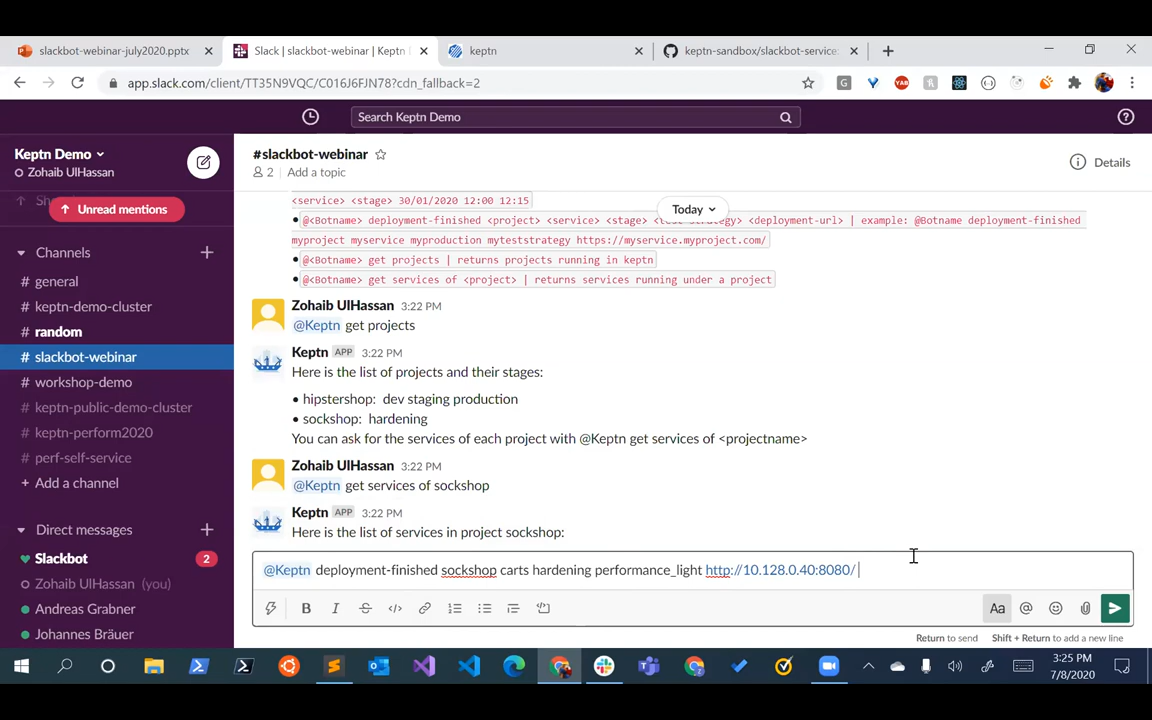 slackbot-webinar-july2020.pptx
Slack | slackbot-webinar | Keptn
keptn
keptn-sandbox/slackbot-service
app.slack.com/client/TT35N9VQC/C016J6FJN78?cdn_fallback=2
Search Keptn Demo
Keptn Demo
Zohaib UlHassan
#slackbot-webinar
2 | Add a topic
Details
Unread mentions
Today
Channels
# general
# keptn-demo-cluster
# random
# slackbot-webinar
# workshop-demo
# keptn-public-demo-cluster
# keptn-perform2020
# perf-self-service
+ Add a channel
Direct messages
Slackbot 2
Zohaib UlHassan (you)
Andreas Grabner
Johannes Bräuer
<service> <stage> 30/01/2020 12:00 12:15
• @<Botname> deployment-finished <project> <service> <stage> <test-strategy> <deployment-url> | example: @Botname deployment-finished
myproject myservice myproduction myteststrategy https://myservice.myproject.com/
• @<Botname> get projects | returns projects running in keptn
• @<Botname> get services of <project> | returns services running under a project
Zohaib UlHassan 3:22 PM
@Keptn get projects
Keptn APP 3:22 PM
Here is the list of projects and their stages:
• hipstershop: dev staging production
• sockshop: hardening
You can ask for the services of each project with @Keptn get services of <projectname>
Zohaib UlHassan 3:22 PM
@Keptn get services of sockshop
Keptn APP 3:22 PM
Here is the list of services in project sockshop:
@Keptn deployment-finished sockshop carts hardening performance_light http://10.128.0.40:8080/
Return to send Shift + Return to add a new line
3:25 PM
7/8/2020